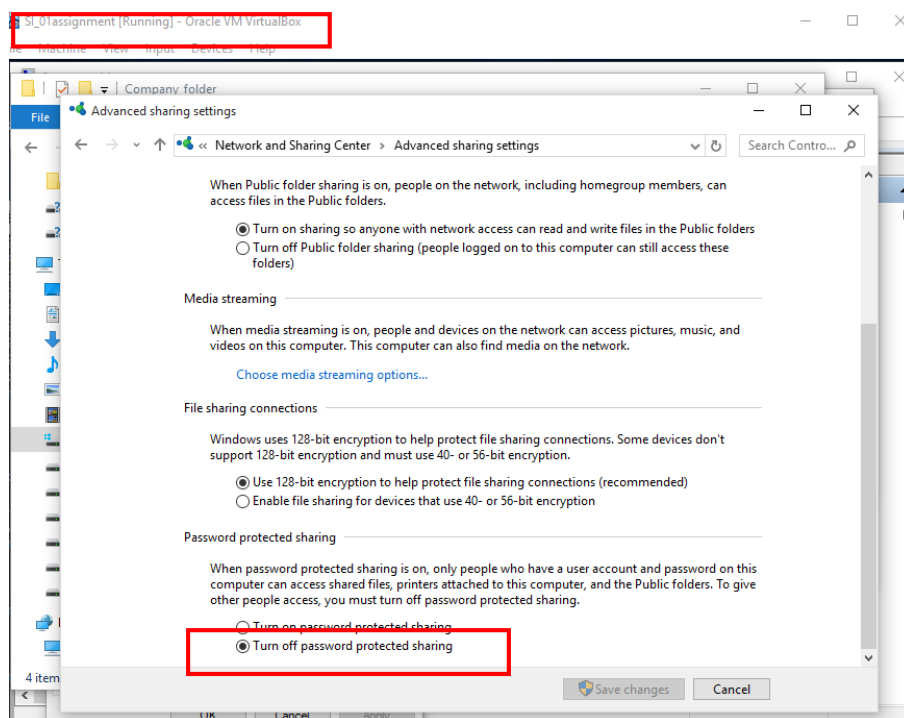 SI_01assignment [Running] - Oracle VM VirtualBox
Machine View Input Devices Help
Company folder
File
Advanced sharing settings
« Network and Sharing Center › Advanced sharing settings
Search Contro...
When Public folder sharing is on, people on the network, including homegroup members, can
access files in the Public folders.
Turn on sharing so anyone with network access can read and write files in the Public folders
Turn off Public folder sharing (people logged on to this computer can still access these
folders)
Media streaming
When media streaming is on, people and devices on the network can access pictures, music, and
videos on this computer. This computer can also find media on the network.
Choose media streaming options...
File sharing connections
Windows uses 128-bit encryption to help protect file sharing connections. Some devices don't
support 128-bit encryption and must use 40- or 56-bit encryption.
Use 128-bit encryption to help protect file sharing connections (recommended)
Enable file sharing for devices that use 40- or 56-bit encryption
Password protected sharing
When password protected sharing is on, only people who have a user account and password on this
computer can access shared files, printers attached to this computer, and the Public folders. To give
other people access, you must turn off password protected sharing.
Turn on password protected sharing
Turn off password protected sharing
4 item
Save changes
Cancel
OK Cancel Apply